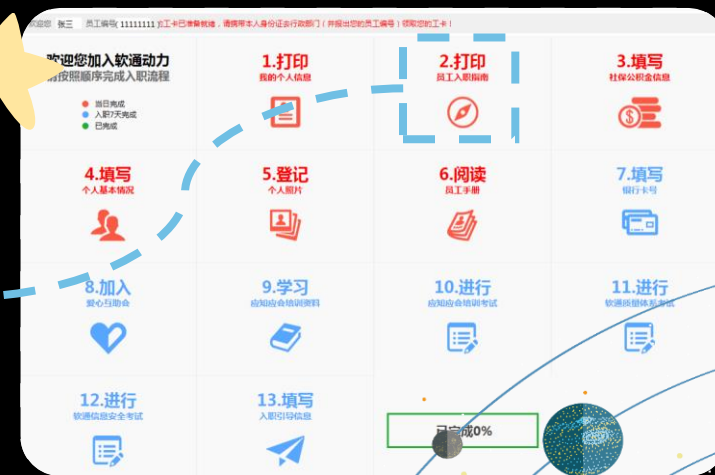 欢迎您 张三 员工编号( 11111111 )工卡已准备就绪,请携带本人身份证去行政部门(并报出您的员工编号)领取您的工卡!
欢迎您加入软通动力
请按照顺序完成入职流程
当日完成
入职7天完成
已完成
1.打印
我的个人信息
2.打印
员工入职指南
3.填写
社保公积金信息
4.填写
个人基本情况
5.登记
个人照片
6.阅读
员工手册
7.填写
银行卡号
8.加入
爱心互助会
9.学习
应知应会培训资料
10.进行
应知应会培训考试
11.进行
软通质量体系考试
12.进行
软通信息安全考试
13.填写
入职引导信息
已完成0%